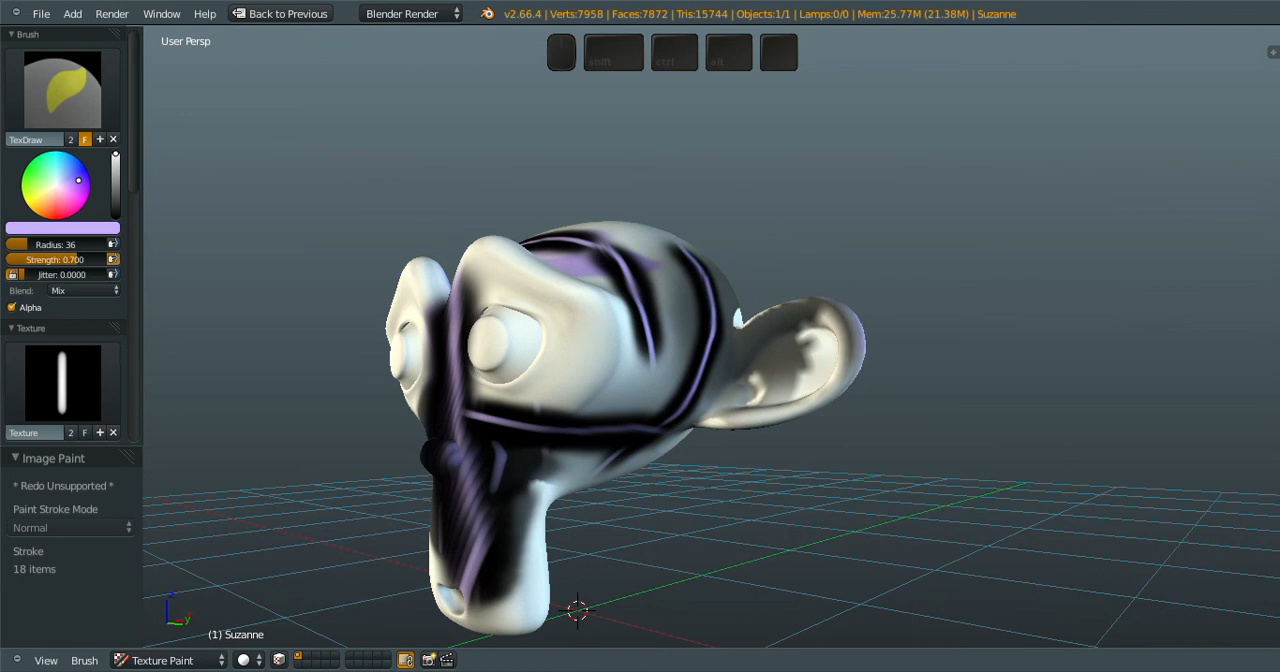 File Add Render Window Help Back to Previous Blender Render v2.66.4 | Verts:7958 | Faces:7872 | Tris:15744 | Objects:1/1 | Lamps:0/0 | Mem:25.77M (21.38M) | Suzanne
Brush
User Persp
shift ctrl alt
TexDraw 2 F
Radius: 36
Strength: 0.700
Jitter: 0.0000
Blend: Mix
Alpha
Texture
Texture 2 F
Image Paint
* Redo Unsupported *
Paint Stroke Mode
Normal
Stroke
18 items
z
y
(1) Suzanne
View Brush Texture Paint